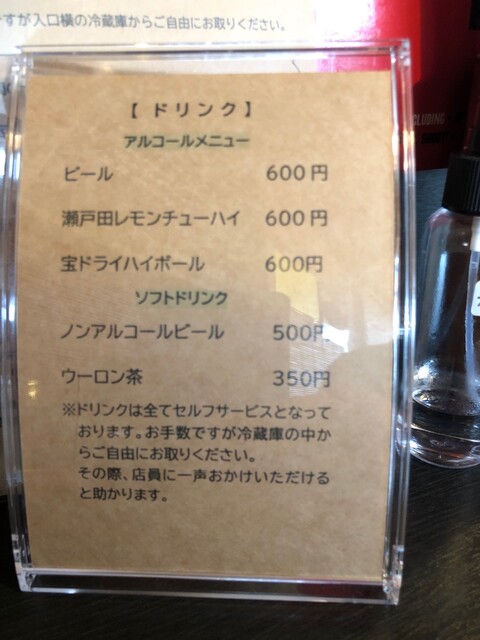 すが入口横の冷蔵庫からご自由にお取りください。
【 ドリンク 】
アルコールメニュー
ビール 600円
瀬戸田レモンチューハイ 600円
宝ドライハイボール 600円
ソフトドリンク
ノンアルコールビール 500円
ウーロン茶 350円
※ドリンクは全てセルフサービスとなって
おります。お手数ですが冷蔵庫の中か
らご自由にお取りください。
その際、店員に一声おかけいただける
と助かります。